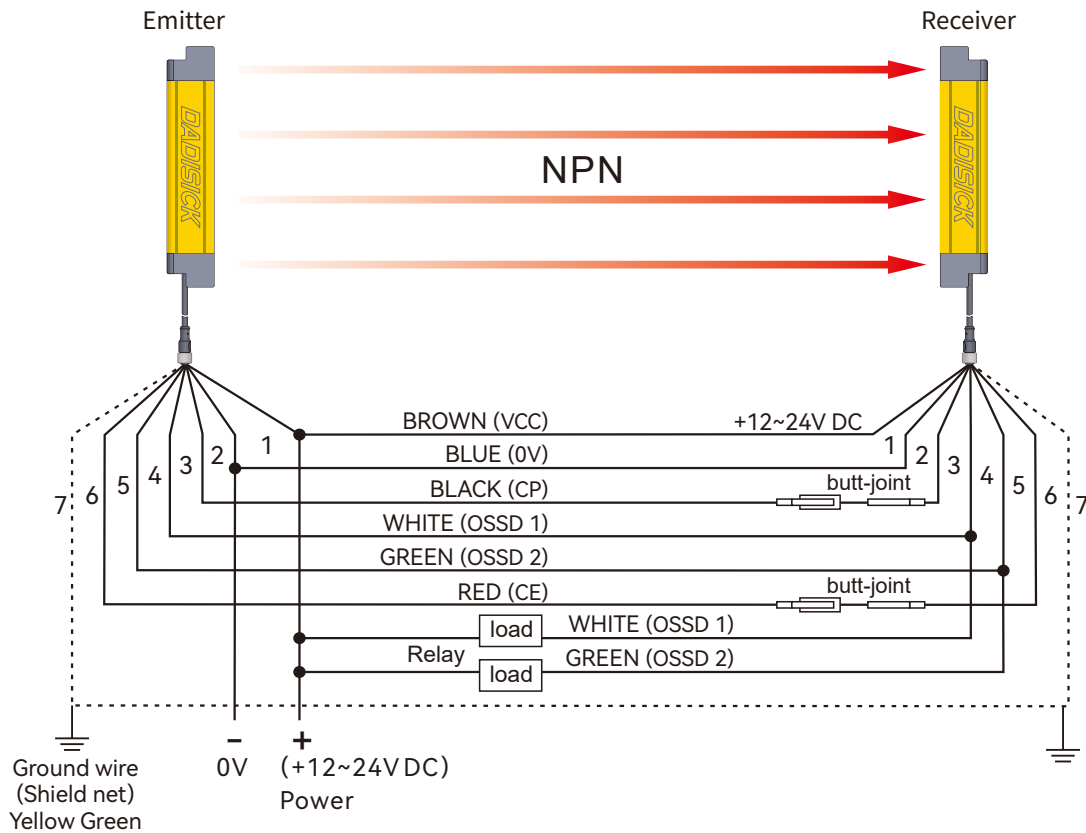 Emitter
Receiver
DADISICK
DADISICK
NPN
BROWN (VCC)
+12~24V DC
BLUE (0V)
BLACK (CP)
butt-joint
WHITE (OSSD 1)
GREEN (OSSD 2)
RED (CE)
butt-joint
7 6 5 4 3 2 1
1 2 3 4 5 6 7
load
WHITE (OSSD 1)
Relay
load
GREEN (OSSD 2)
- +
0V (+12~24V DC)
Power
Ground wire
(Shield net)
Yellow Green